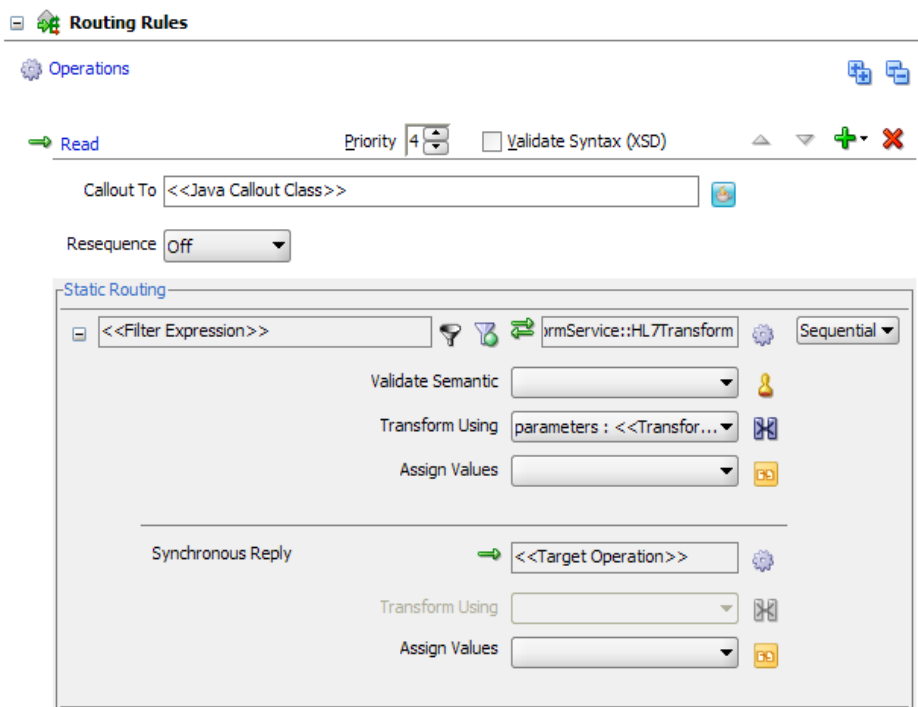 Routing Rules
Operations
Read Priority 4 Validate Syntax (XSD)
Callout To <<Java Callout Class>>
Resequence Off
Static Routing
<<Filter Expression>> ormService::HL7Transform Sequential
Validate Semantic
Transform Using parameters : <<Transfor...
Assign Values
Synchronous Reply <<Target Operation>>
Transform Using
Assign Values